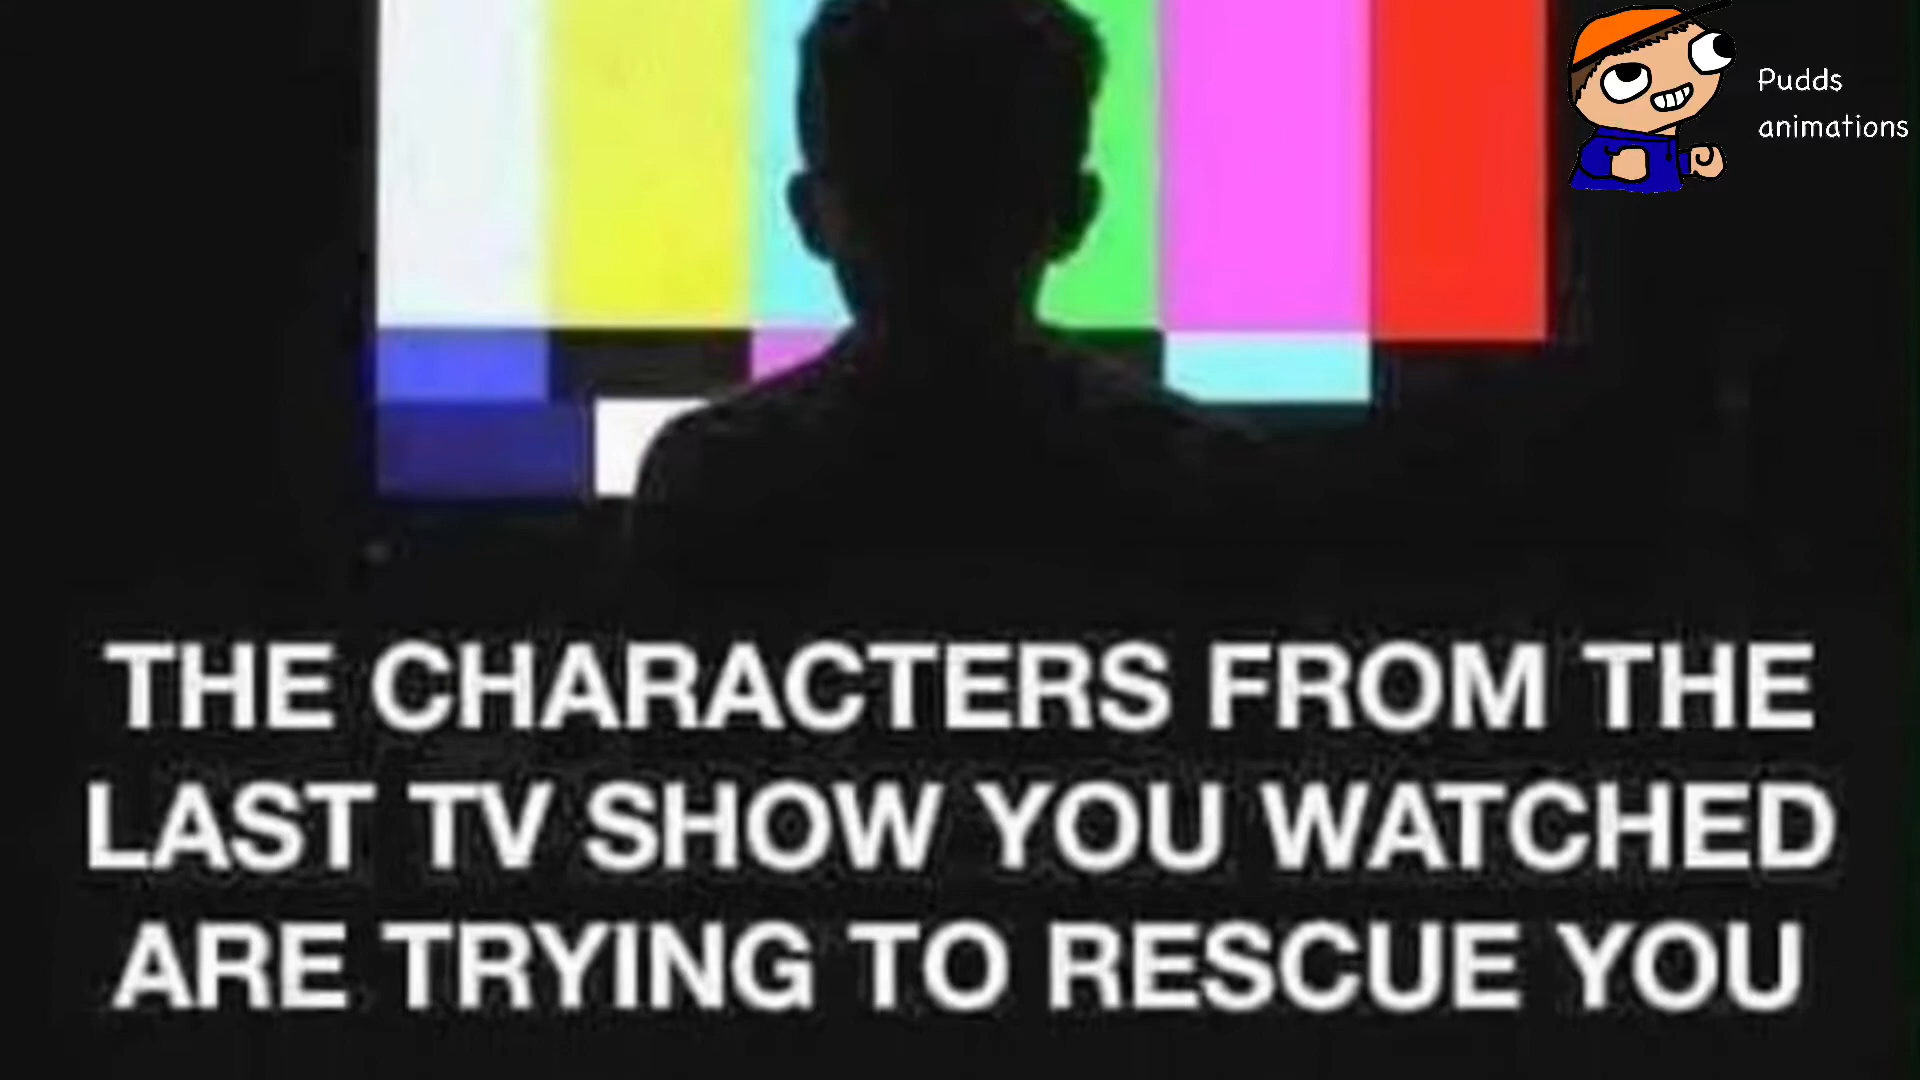 Pudds
animations
THE CHARACTERS FROM THE
LAST TV SHOW YOU WATCHED
ARE TRYING TO RESCUE YOU